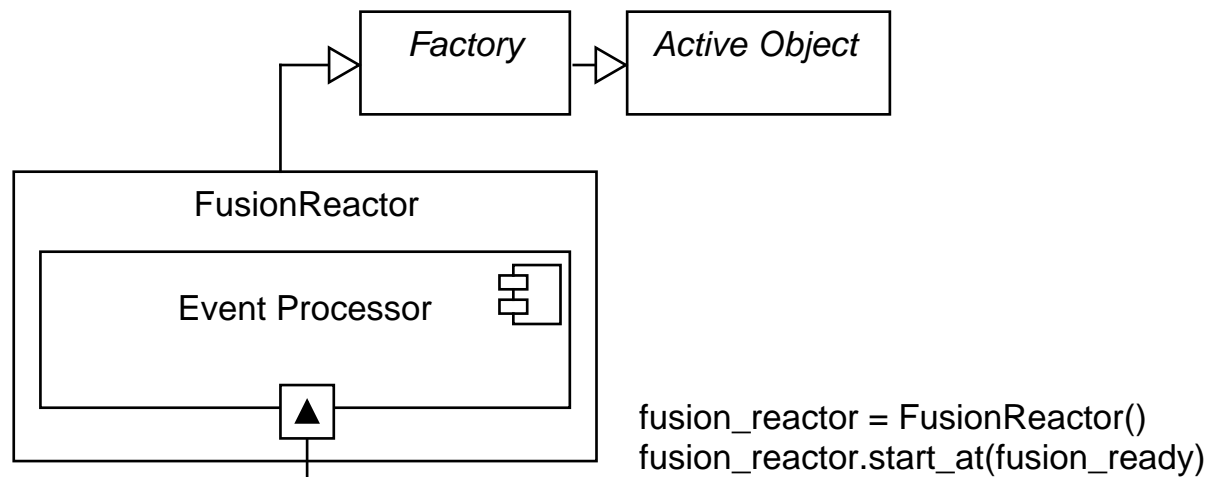 Factory
Active Object
FusionReactor
Event Processor
fusion_reactor = FusionReactor()
fusion_reactor.start_at(fusion_ready)